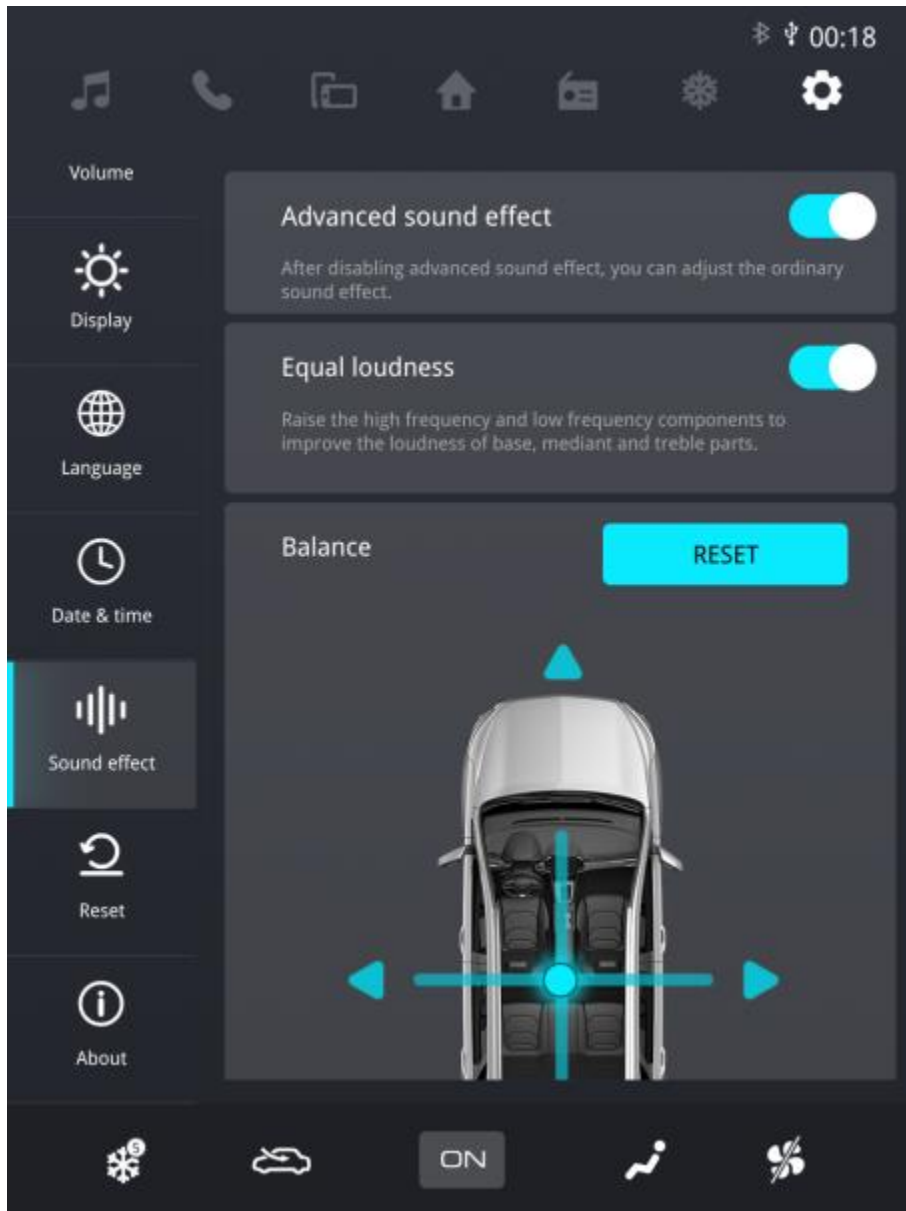 00:18
Volume
Display
Language
Date & time
Sound effect
Reset
About
Advanced sound effect
After disabling advanced sound effect, you can adjust the ordinary
sound effect.
Equal loudness
Raise the high frequency and low frequency components to
improve the loudness of base, mediant and treble parts.
Balance
RESET
S
ON